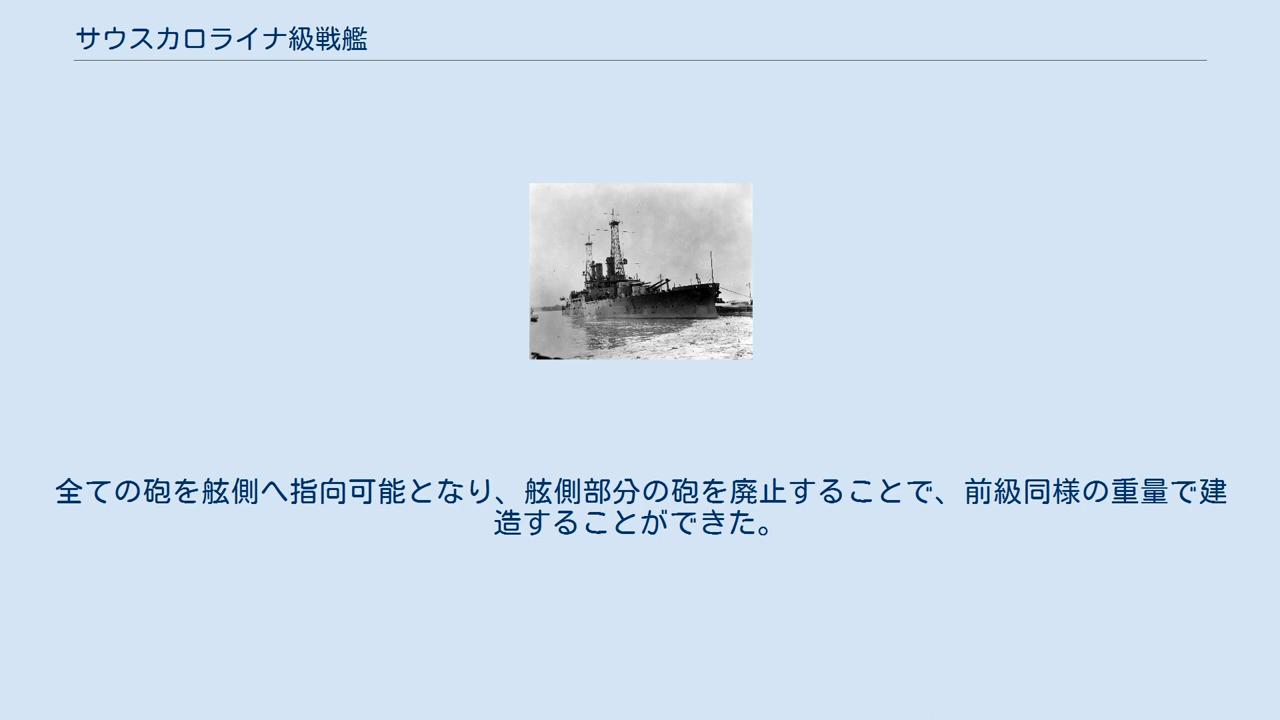 サウスカロライナ級戦艦
全ての砲を舷側へ指向可能となり、舷側部分の砲を廃止することで、前級同様の重量で建
造することができた。